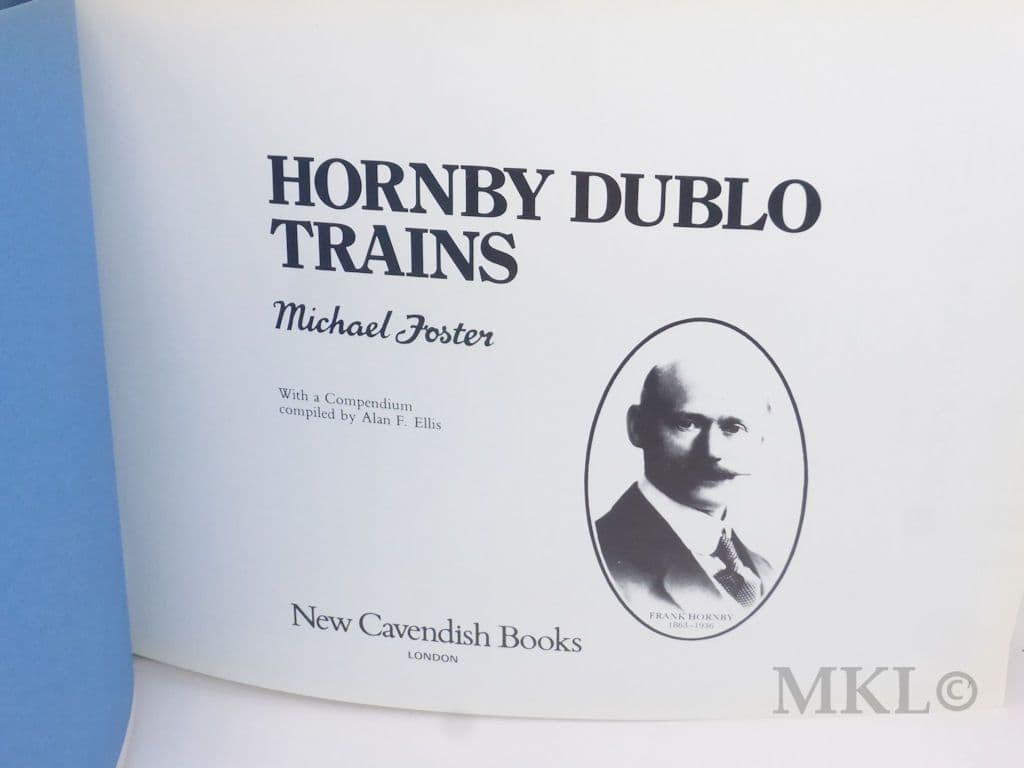 HORNBY DUBLO
TRAINS
Michael Foster
With a Compendium
compiled by Alan F. Ellis
FRANK HORNBY
1863–1936
New Cavendish Books
LONDON
MKL©